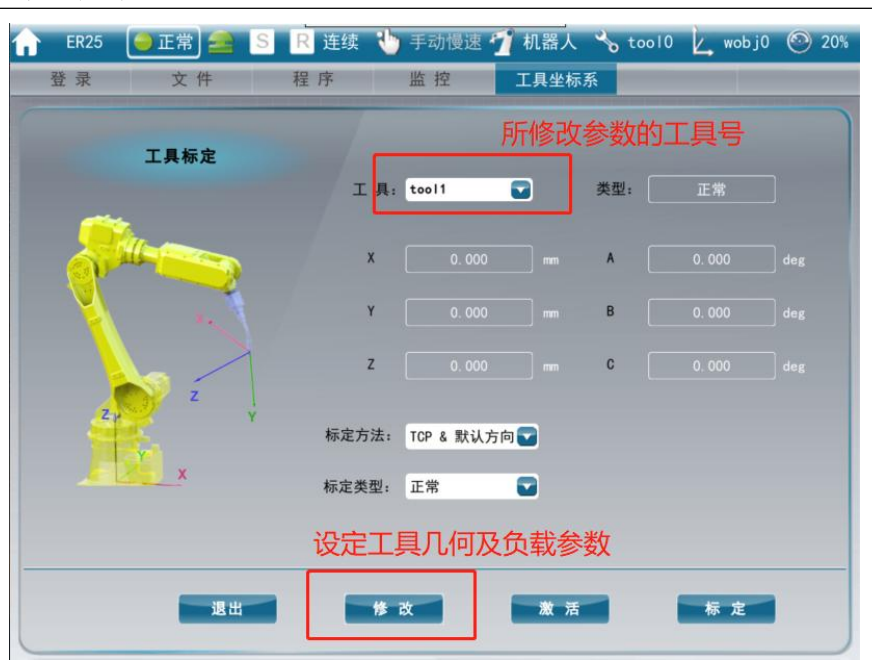 ER25 正常 S R 连续 手动慢速 机器人 tool0 wobj0 20%
登 录 文 件 程 序 监 控 工具坐标系
所修改参数的工具号
工具标定
工 具: tool1 类型: 正常
X 0.000 mm A 0.000 deg
Y 0.000 mm B 0.000 deg
Z 0.000 mm C 0.000 deg
X
Z
Y
Z
Y
X
标定方法: TCP & 默认方向
标定类型: 正常
设定工具几何及负载参数
退出 修 改 激 活 标 定